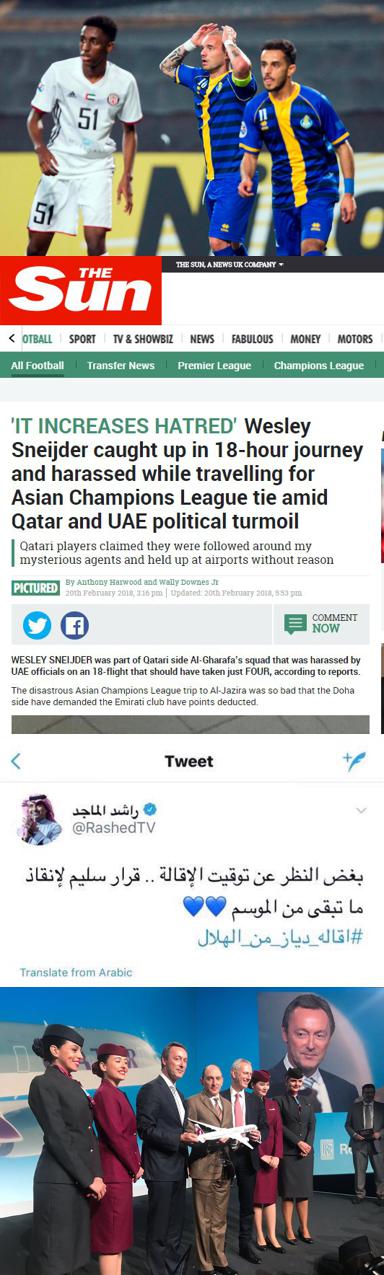 51
51
11
THE
Sun
THE SUN, A NEWS UK COMPANY
OTBALL SPORT TV & SHOWBIZ NEWS FABULOUS MONEY MOTORS
All Football Transfer News Premier League Champions League
'IT INCREASES HATRED' Wesley
Sneijder caught up in 18-hour journey
and harassed while travelling for
Asian Champions League tie amid
Qatar and UAE political turmoil
Qatari players claimed they were followed around my
mysterious agents and held up at airports without reason
PICTURED
By Anthony Harwood and Wally Downes Jr
20th February 2018, 3:16 pm | Updated: 20th February 2018, 5:53 pm
COMMENT
NOW
WESLEY SNEIJDER was part of Qatari side Al-Gharafa's squad that was harassed by
UAE officials on an 18-flight that should have taken just FOUR, according to reports.
The disastrous Asian Champions League trip to Al-Jazira was so bad that the Doha
side have demanded the Emirati club have points deducted.
Tweet
راشد الماجد
@RashedTV
بغض النظر عن توقيت الإقالة .. قرار سليم لإنقاذ
ما تبقى من الموسم 💙💙
#اقاله_دياز_من_الهلال
Translate from Arabic